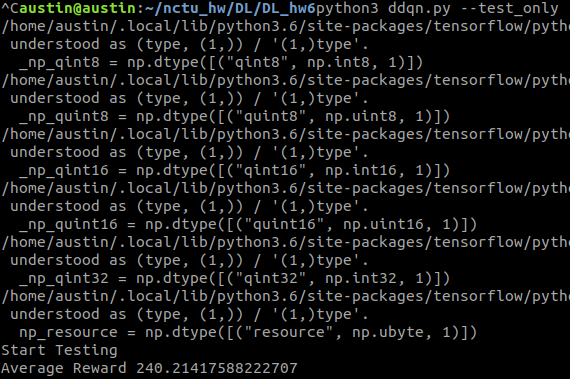 ^Caustin@austin:~/nctu_hw/DL/DL_hw6python3 ddqn.py --test_only
/home/austin/.local/lib/python3.6/site-packages/tensorflow/pytho
 understood as (type, (1,)) / '(1,)type'.
  _np_qint8 = np.dtype([("qint8", np.int8, 1)])
/home/austin/.local/lib/python3.6/site-packages/tensorflow/pytho
 understood as (type, (1,)) / '(1,)type'.
  _np_quint8 = np.dtype([("quint8", np.uint8, 1)])
/home/austin/.local/lib/python3.6/site-packages/tensorflow/pytho
 understood as (type, (1,)) / '(1,)type'.
  _np_qint16 = np.dtype([("qint16", np.int16, 1)])
/home/austin/.local/lib/python3.6/site-packages/tensorflow/pytho
 understood as (type, (1,)) / '(1,)type'.
  _np_quint16 = np.dtype([("quint16", np.uint16, 1)])
/home/austin/.local/lib/python3.6/site-packages/tensorflow/pytho
 understood as (type, (1,)) / '(1,)type'.
  _np_qint32 = np.dtype([("qint32", np.int32, 1)])
/home/austin/.local/lib/python3.6/site-packages/tensorflow/pytho
 understood as (type, (1,)) / '(1,)type'.
  np_resource = np.dtype([("resource", np.ubyte, 1)])
Start Testing
Average Reward 240.21417588222707